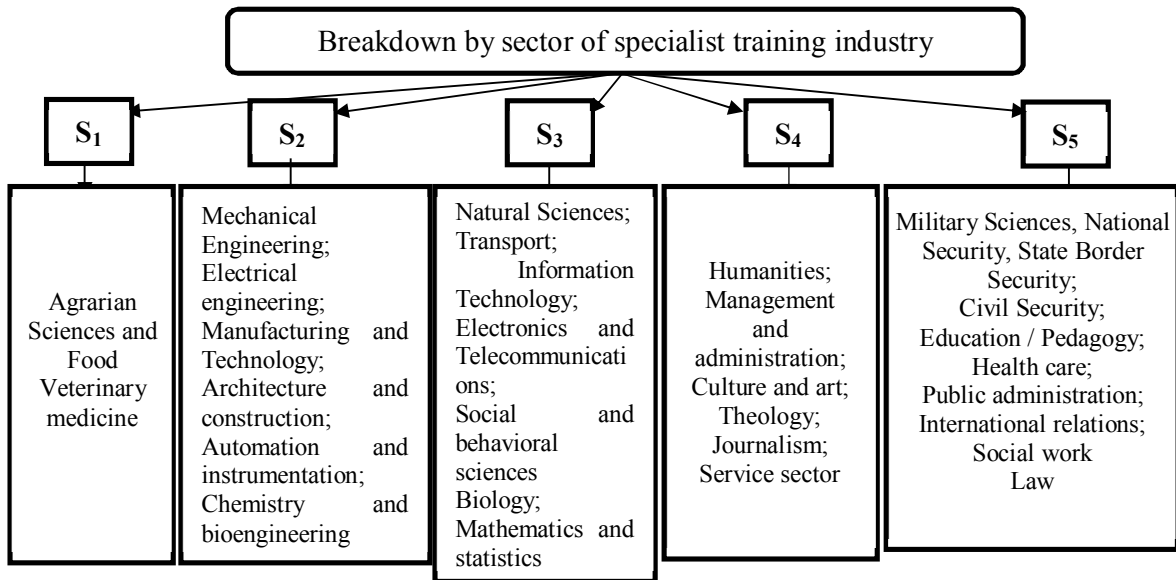 Breakdown by sector of specialist training industry
S₁
S₂
S₃
S₄
S₅
Agrarian
Sciences and
Food
Veterinary
medicine
Mechanical
Engineering;
Electrical
engineering;
Manufacturing and
Technology;
Architecture and
construction;
Automation and
instrumentation;
Chemistry and
bioengineering
Natural Sciences;
Transport;
Information
Technology;
Electronics and
Telecommunicati
ons;
Social and
behavioral
sciences
Biology;
Mathematics and
statistics
Humanities;
Management
and
administration;
Culture and art;
Theology;
Journalism;
Service sector
Military Sciences, National
Security, State Border
Security;
Civil Security;
Education / Pedagogy;
Health care;
Public administration;
International relations;
Social work
Law